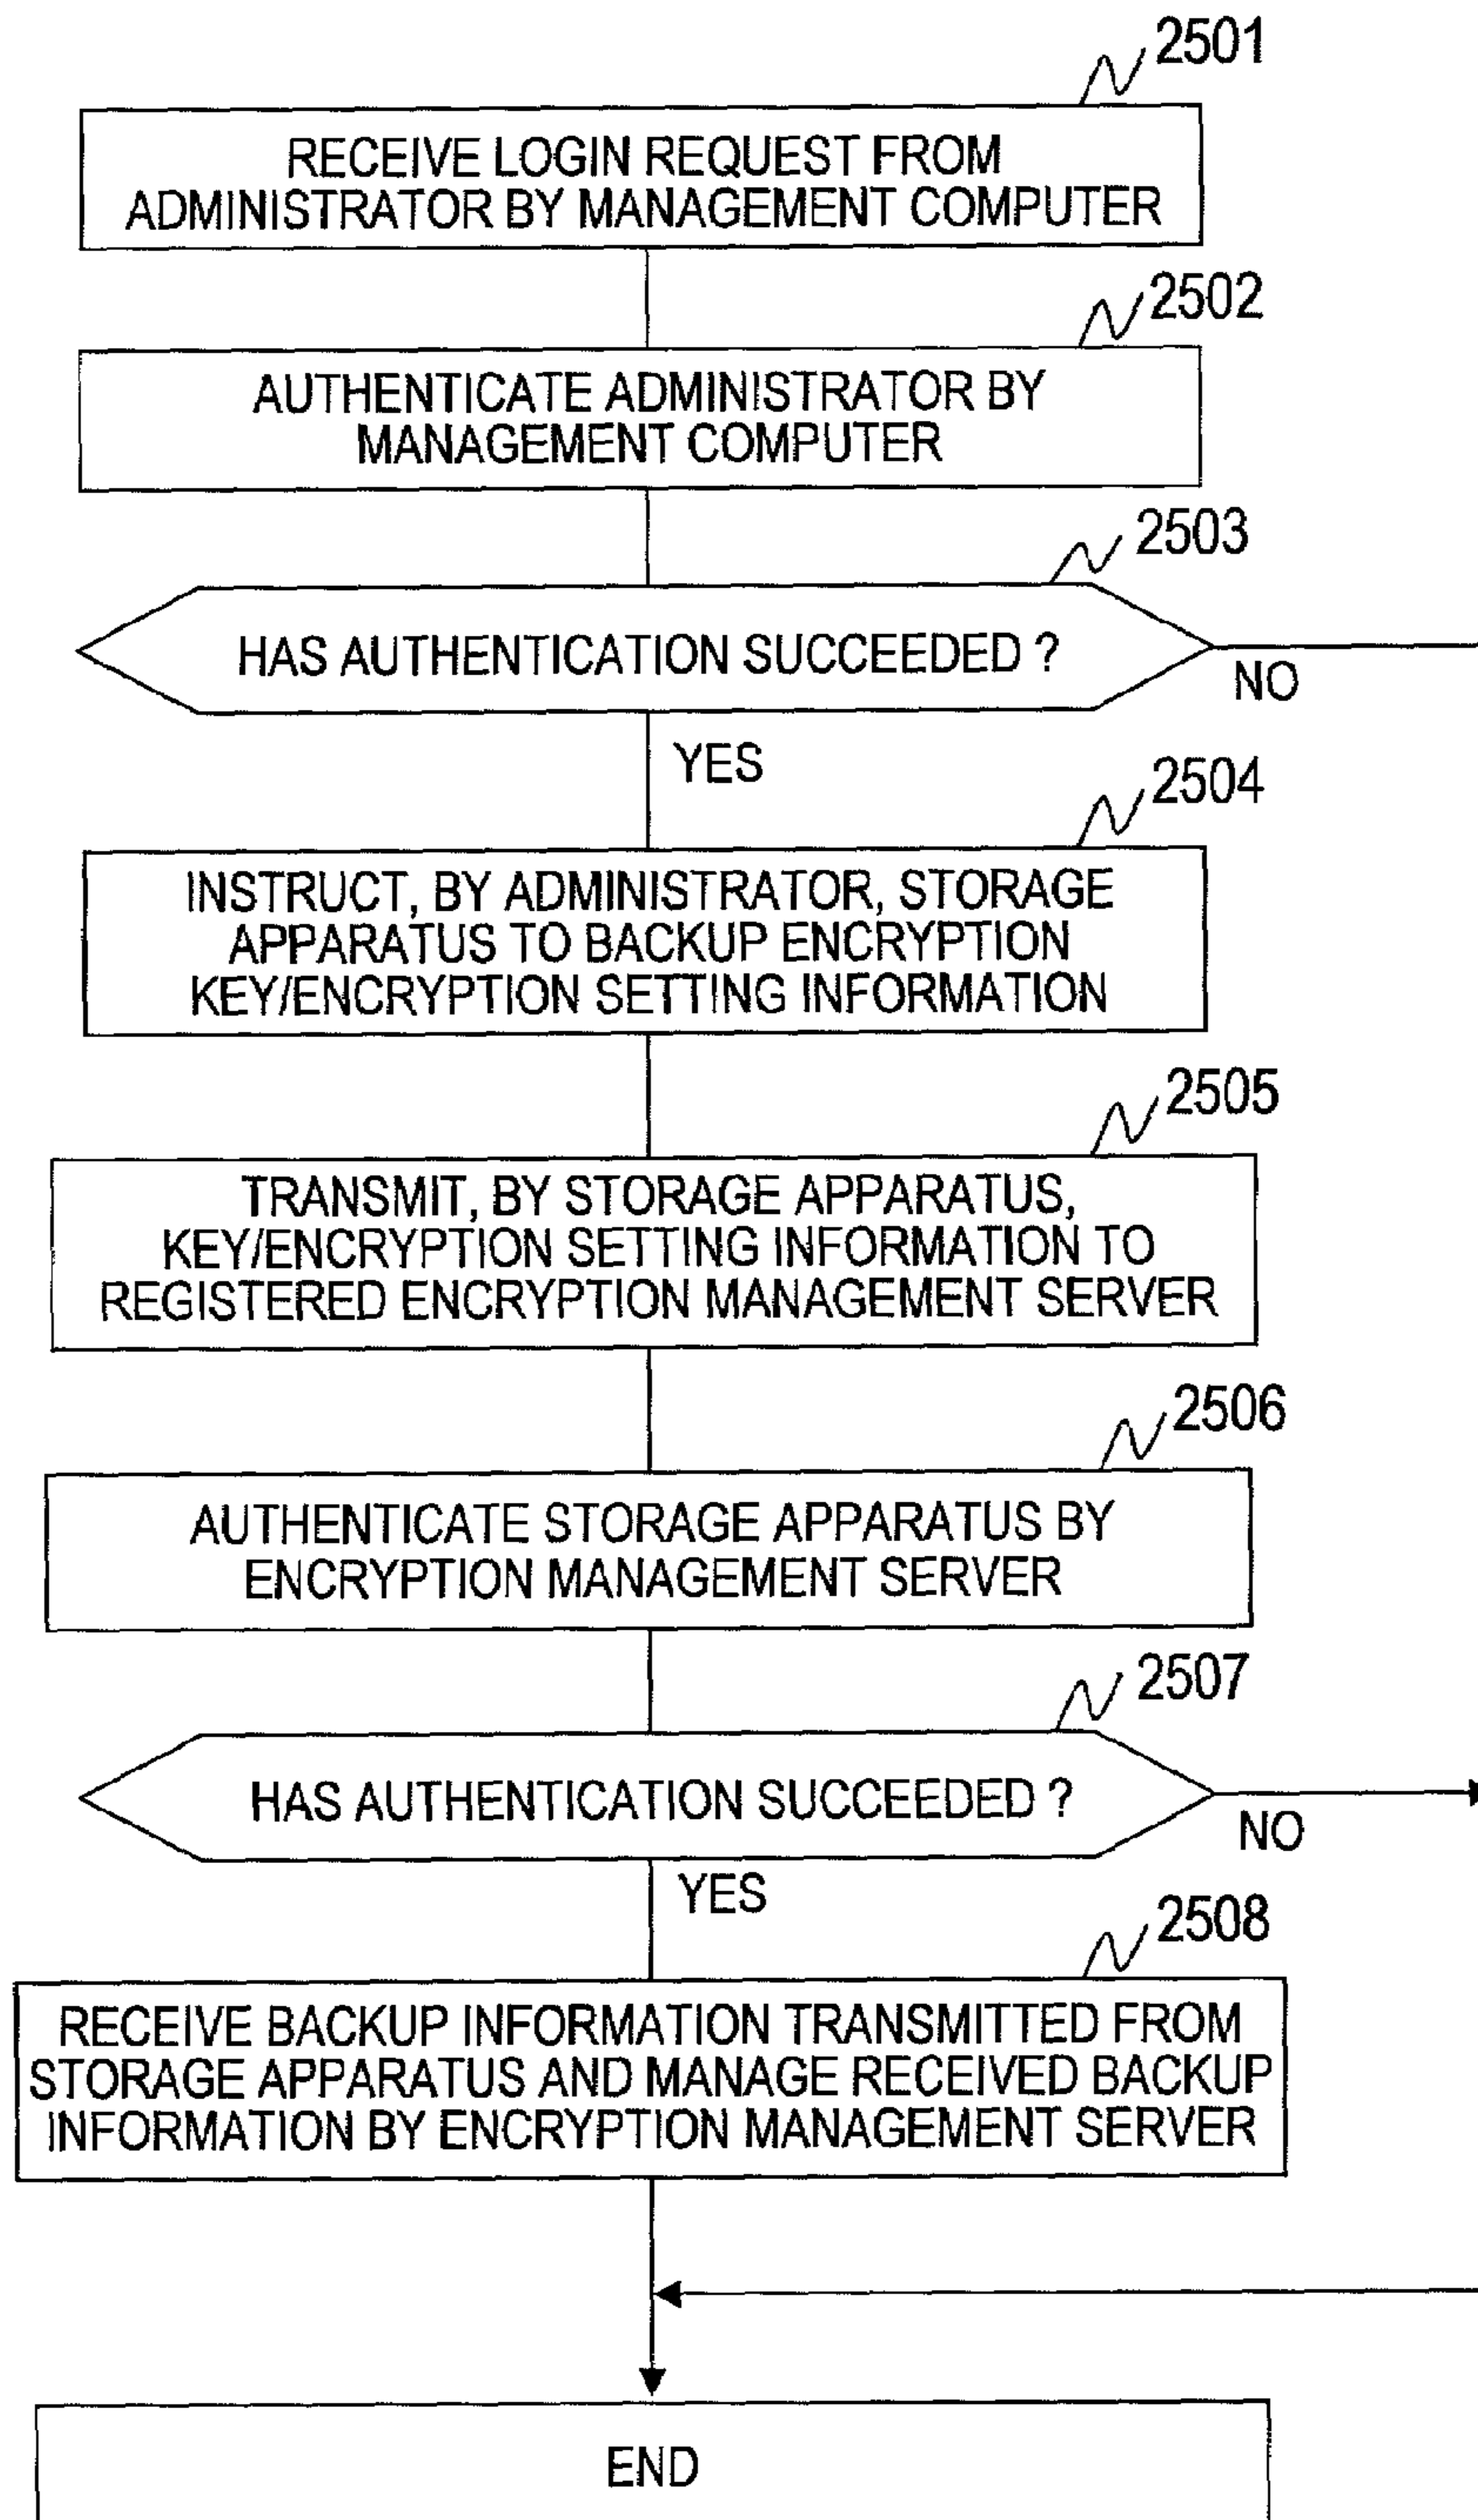 2501
RECEIVE LOGIN REQUEST FROM
ADMINISTRATOR BY MANAGEMENT COMPUTER
2502
AUTHENTICATE ADMINISTRATOR BY
MANAGEMENT COMPUTER
2503
HAS AUTHENTICATION SUCCEEDED ?
NO
YES
2504
INSTRUCT, BY ADMINISTRATOR, STORAGE
APPARATUS TO BACKUP ENCRYPTION
KEY/ENCRYPTION SETTING INFORMATION
2505
TRANSMIT, BY STORAGE APPARATUS,
KEY/ENCRYPTION SETTING INFORMATION TO
REGISTERED ENCRYPTION MANAGEMENT SERVER
2506
AUTHENTICATE STORAGE APPARATUS BY
ENCRYPTION MANAGEMENT SERVER
2507
HAS AUTHENTICATION SUCCEEDED ?
NO
YES
2508
RECEIVE BACKUP INFORMATION TRANSMITTED FROM
STORAGE APPARATUS AND MANAGE RECEIVED BACKUP
INFORMATION BY ENCRYPTION MANAGEMENT SERVER
END